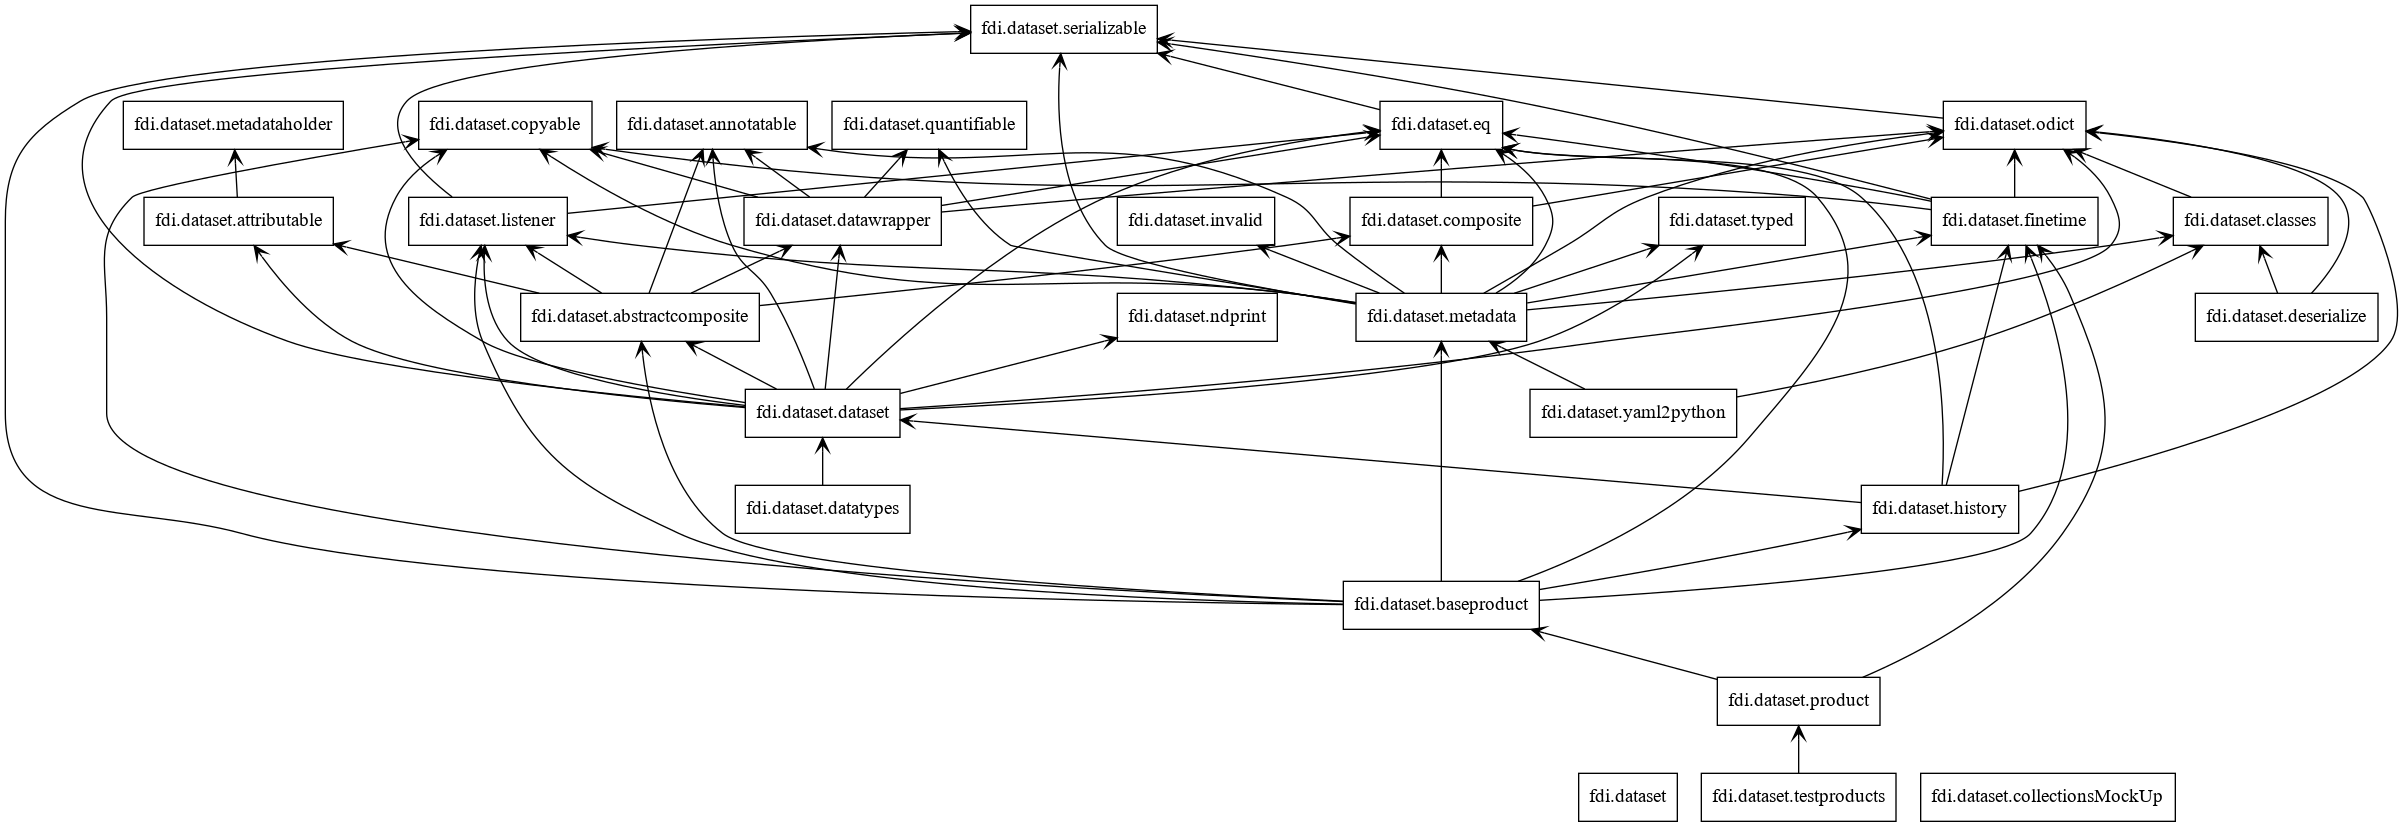 fdi.dataset.serializable
fdi.dataset.metadataholder
fdi.dataset.copyable
fdi.dataset.annotatable
fdi.dataset.quantifiable
fdi.dataset.eq
fdi.dataset.odict
fdi.dataset.attributable
fdi.dataset.listener
fdi.dataset.datawrapper
fdi.dataset.invalid
fdi.dataset.composite
fdi.dataset.typed
fdi.dataset.finetime
fdi.dataset.classes
fdi.dataset.abstractcomposite
fdi.dataset.ndprint
fdi.dataset.metadata
fdi.dataset.deserialize
fdi.dataset.dataset
fdi.dataset.yaml2python
fdi.dataset.datatypes
fdi.dataset.history
fdi.dataset.baseproduct
fdi.dataset.product
fdi.dataset
fdi.dataset.testproducts
fdi.dataset.collectionsMockUp